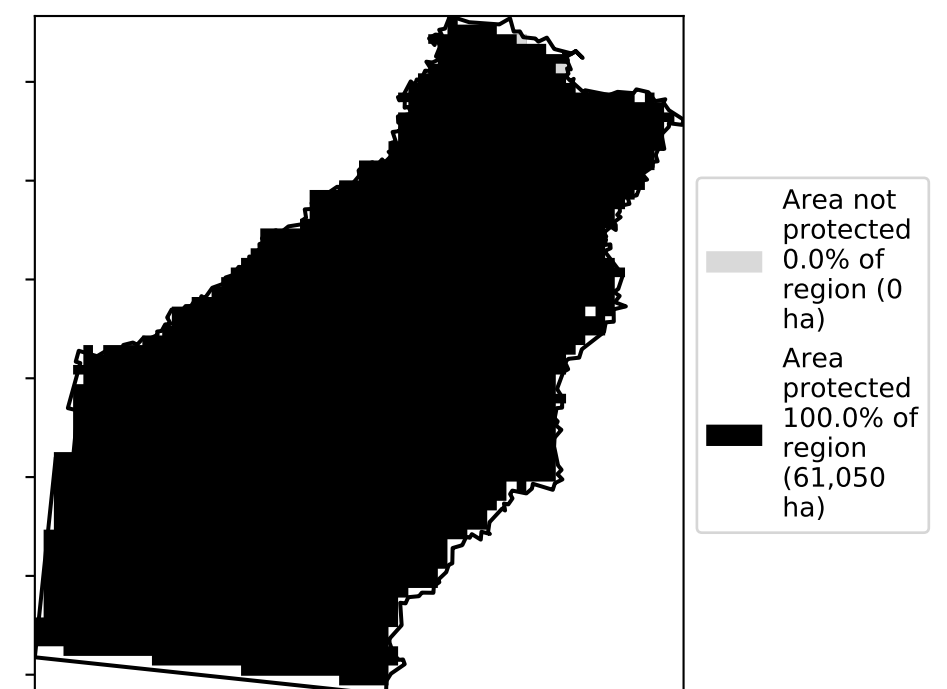 Area not
protected
0.0% of
region (0
ha)
Area
protected
100.0% of
region
(61,050
ha)